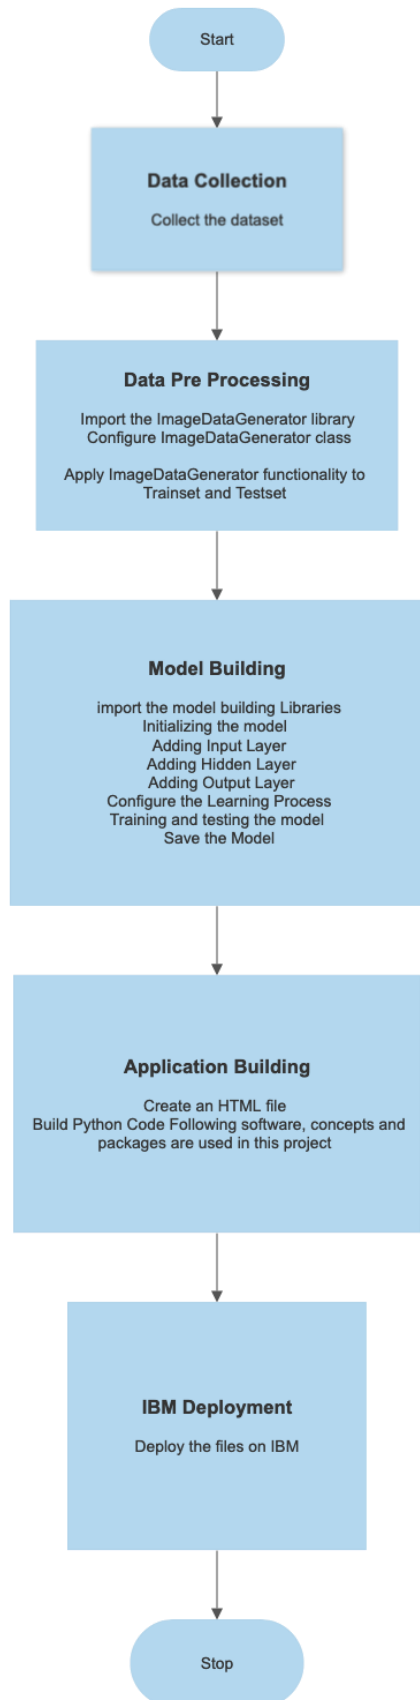 Start
Data Collection
Collect the dataset
Data Pre Processing
Import the ImageDataGenerator library
Configure ImageDataGenerator class
Apply ImageDataGenerator functionality to
Trainset and Testset
Model Building
import the model building Libraries
Initializing the model
Adding Input Layer
Adding Hidden Layer
Adding Output Layer
Configure the Learning Process
Training and testing the model
Save the Model
Application Building
Create an HTML file
Build Python Code Following software, concepts and
packages are used in this project
IBM Deployment
Deploy the files on IBM
Stop